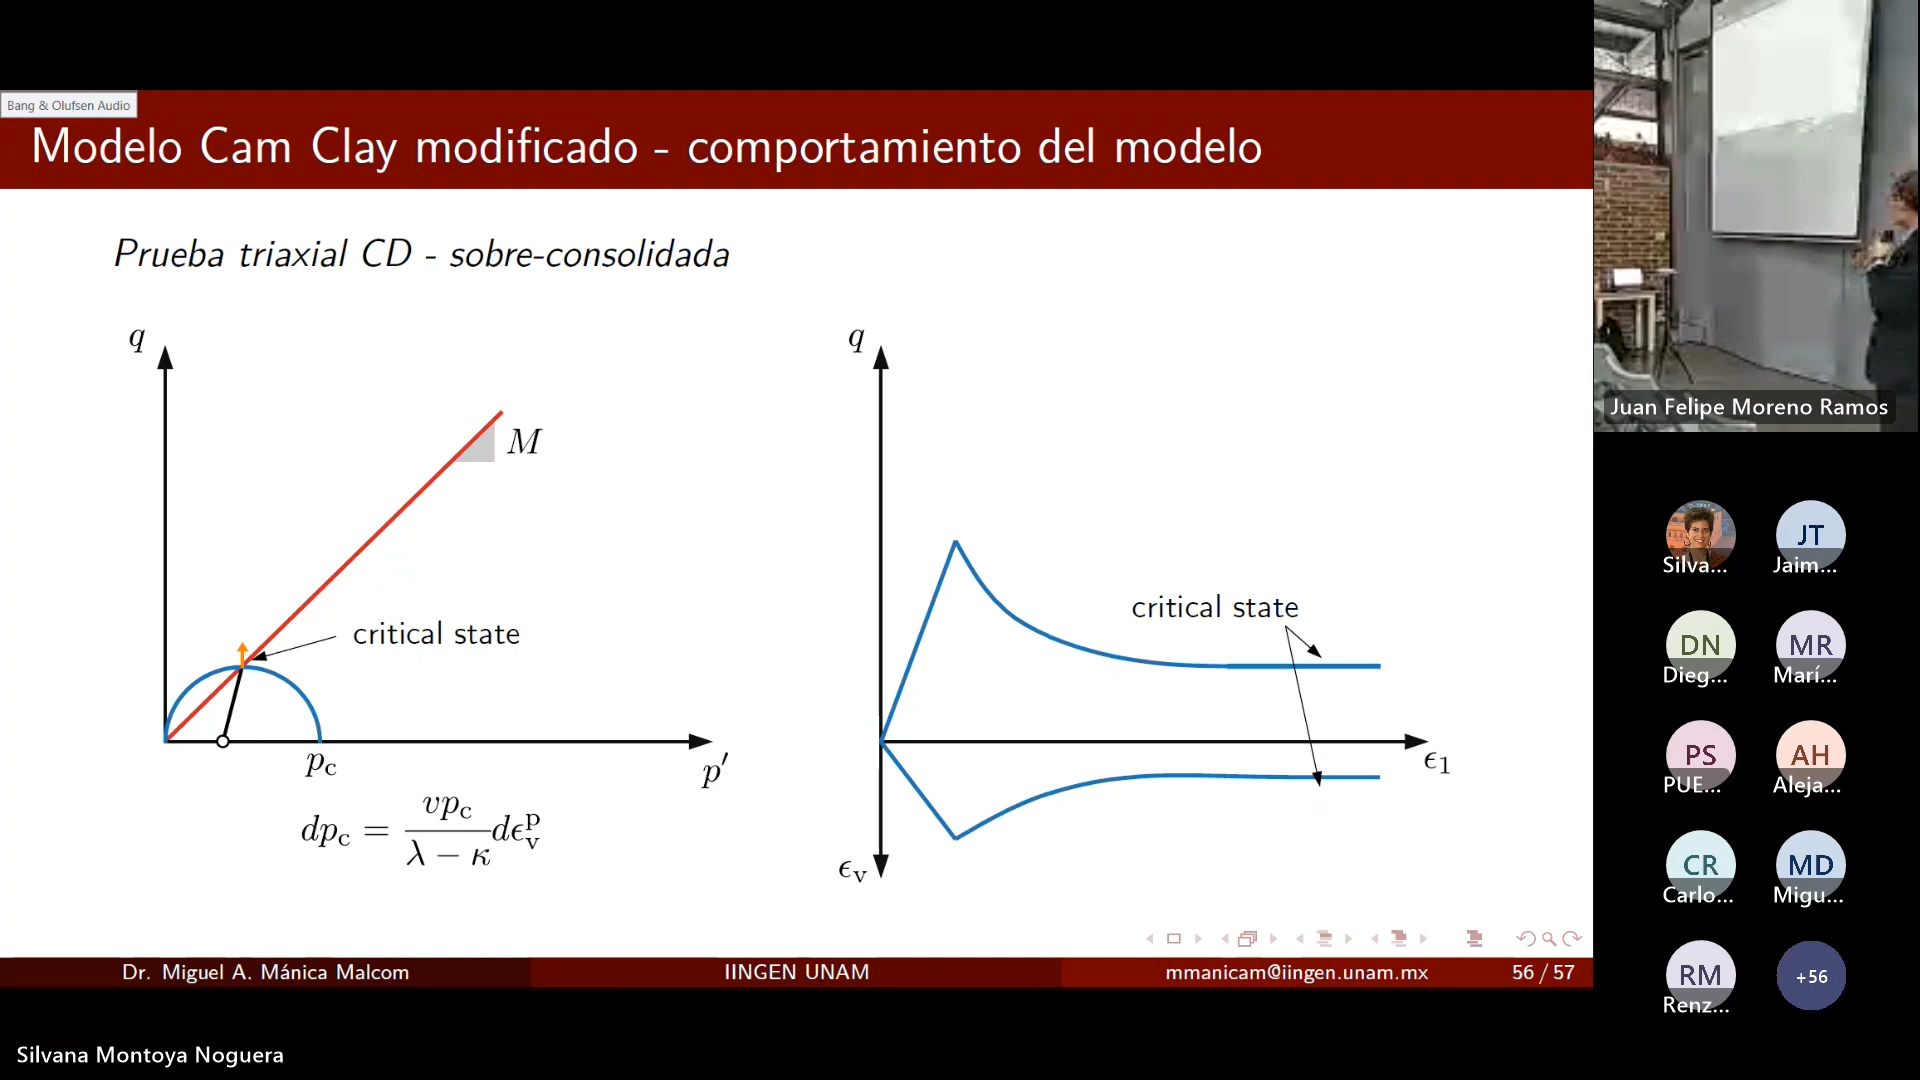 Bang & Olufsen Audio
Modelo Cam Clay modificado - comportamiento del modelo
Prueba triaxial CD - sobre-consolidada
q
M
critical state
p_c
p′
dp_c = \frac{vp_c}{λ − κ}dϵ_v^p
q
critical state
ϵ_1
ϵ_v
Dr. Miguel A. Mánica Malcom
IINGEN UNAM
mmanicam@iingen.unam.mx
56 / 57
Silvana Montoya Noguera
Juan Felipe Moreno Ramos
Silva...
JT
Jaim...
DN
Dieg...
MR
Marí...
PS
PUE...
AH
Aleja...
CR
Carlo...
MD
Migu...
RM
Renz...
+56